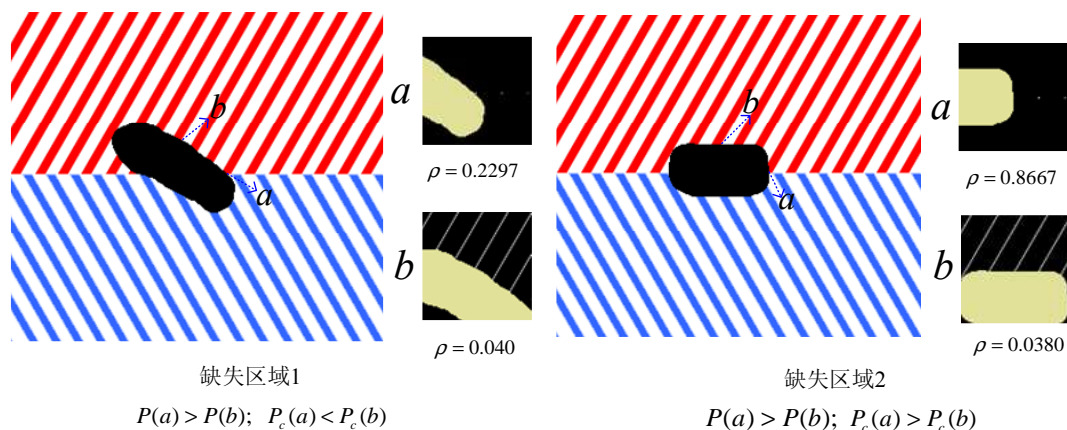 b
a
a
ρ = 0.2297
b
ρ = 0.040
缺失区域1
P(a) > P(b); P_c(a) < P_c(b)
b
a
a
ρ = 0.8667
b
ρ = 0.0380
缺失区域2
P(a) > P(b); P_c(a) > P_c(b)